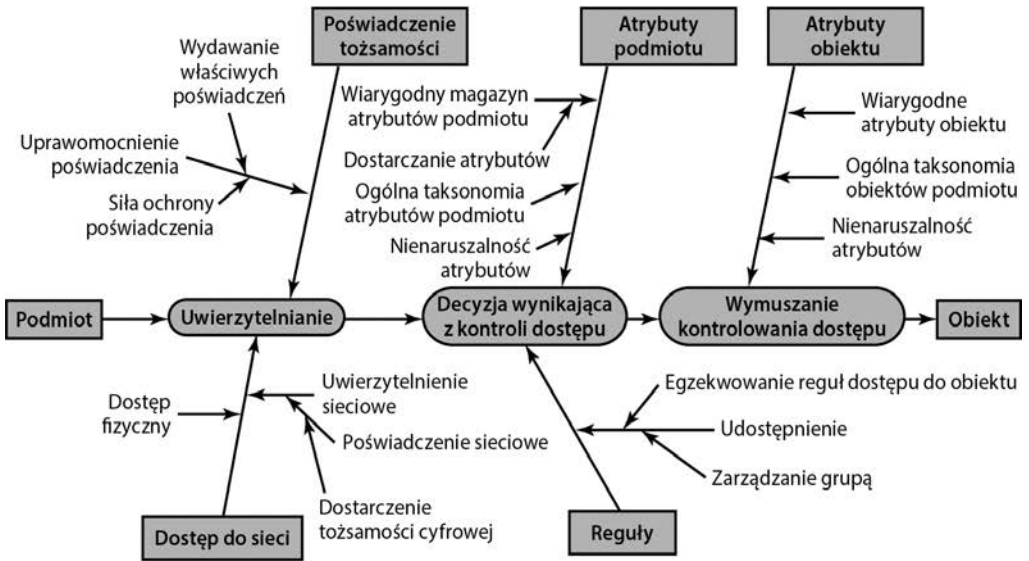 Poświadczenie
tożsamości
Atrybuty
podmiotu
Atrybuty
obiektu
Wydawanie
właściwych
poświadczeń
Uprawomocnienie
poświadczenia
Siła ochrony
poświadczenia
Wiarygodny magazyn
atrybutów podmiotu
Dostarczanie atrybutów
Ogólna taksonomia
atrybutów podmiotu
Nienaruszalność
atrybutów
Wiarygodne
atrybuty obiektu
Ogólna taksonomia
obiektów podmiotu
Nienaruszalność
atrybutów
Podmiot
Uwierzytelnianie
Decyzja wynikająca
z kontroli dostępu
Wymuszanie
kontrolowania dostępu
Obiekt
Dostęp
fizyczny
Uwierzytelnienie
sieciowe
Poświadczenie sieciowe
Dostarczenie
tożsamości cyfrowej
Egzekwowanie reguł dostępu do obiektu
Udostępnienie
Zarządzanie grupą
Dostęp do sieci
Reguły